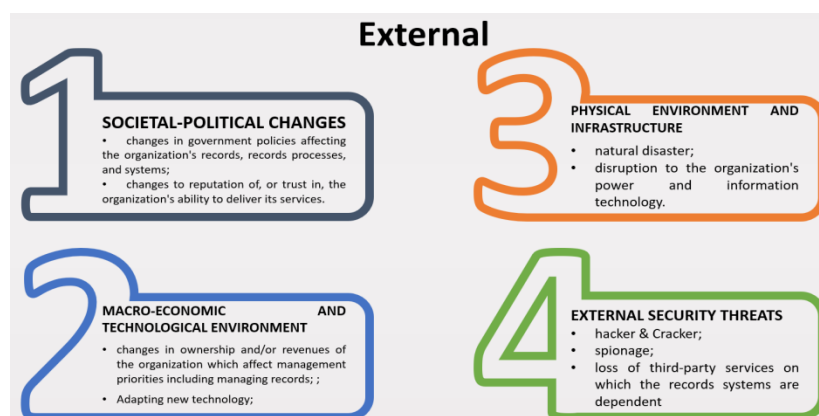 External
1
SOCIETAL-POLITICAL CHANGES
• changes in government policies affecting
the organization's records, records processes,
and systems;
• changes to reputation of, or trust in, the
organization's ability to deliver its services.
2
MACRO-ECONOMIC AND
TECHNOLOGICAL ENVIRONMENT
• changes in ownership and/or revenues of
the organization which affect management
priorities including managing records; ;
• Adapting new technology;
3
PHYSICAL ENVIRONMENT AND
INFRASTRUCTURE
• natural disaster;
• disruption to the organization's
power and information
technology.
4
EXTERNAL SECURITY THREATS
• hacker & Cracker;
• spionage;
• loss of third-party services on
which the records systems are
dependent